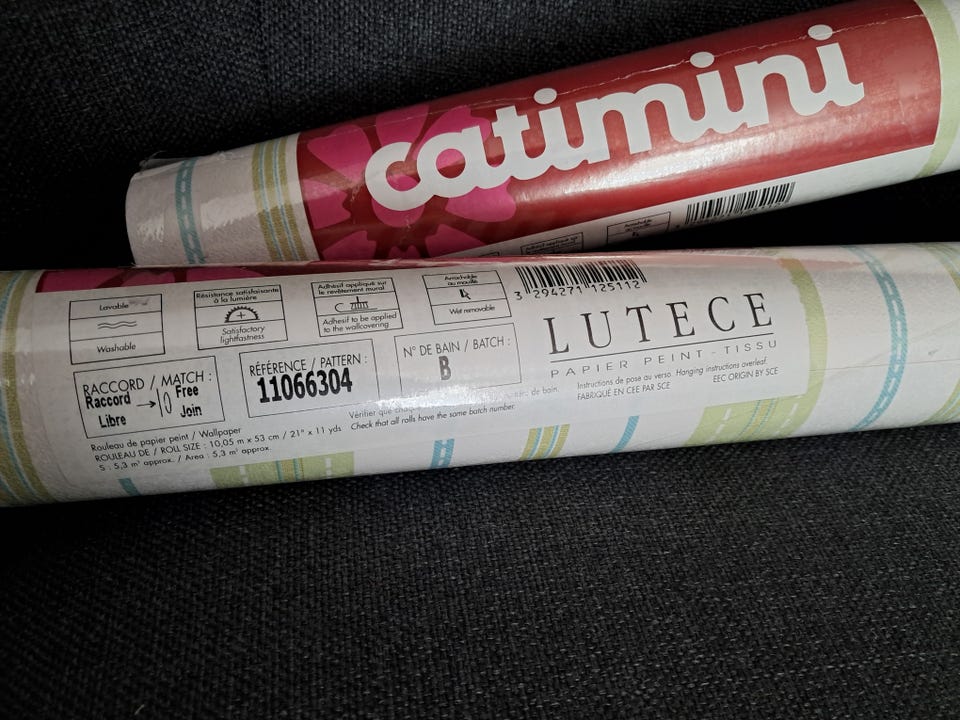 catimini
Lavable
Washable
Résistance satisfaisante
à la lumière
Satisfactory
lightfastness
Adhésif appliqué sur
le revêtement mural
Adhesif to be applied
to the wallcovering
Arrachable
au mouillé
Wet removable
3 294271 125112
LUTECE
PAPIER PEINT - TISSU
RACCORD / MATCH :
Raccord Free
Libre Join
RÉFÉRENCE / PATTERN :
11066304
N° DE BAIN / BATCH :
B
Instructions de pose au verso. Hanging instructions overleaf.
FABRIQUÉ EN CEE PAR SCE EEC ORIGIN BY SCE
Rouleau de papier peint / Wallpaper
ROULEAU DE / ROLL SIZE : 10,05 m x 53 cm / 21" x 11 yds
S : 5,3 m² approx. / Area : 5,3 m² approx.
Vérifier que de bain.
Check that all rolls have the same batch number.